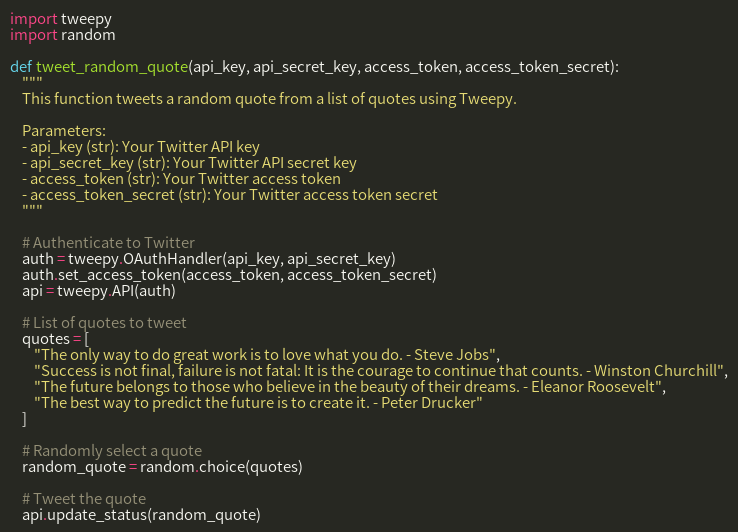 import tweepy
import random
def tweet_random_quote(api_key, api_secret_key, access_token, access_token_secret):
"""
This function tweets a random quote from a list of quotes using Tweepy.
Parameters:
- api_key (str): Your Twitter API key
- api_secret_key (str): Your Twitter API secret key
- access_token (str): Your Twitter access token
- access_token_secret (str): Your Twitter access token secret
"""
# Authenticate to Twitter
auth = tweepy.OAuthHandler(api_key, api_secret_key)
auth.set_access_token(access_token, access_token_secret)
api = tweepy.API(auth)
# List of quotes to tweet
quotes = [
"The only way to do great work is to love what you do. - Steve Jobs",
"Success is not final, failure is not fatal: It is the courage to continue that counts. - Winston Churchill",
"The future belongs to those who believe in the beauty of their dreams. - Eleanor Roosevelt",
"The best way to predict the future is to create it. - Peter Drucker"
]
# Randomly select a quote
random_quote = random.choice(quotes)
# Tweet the quote
api.update_status(random_quote)